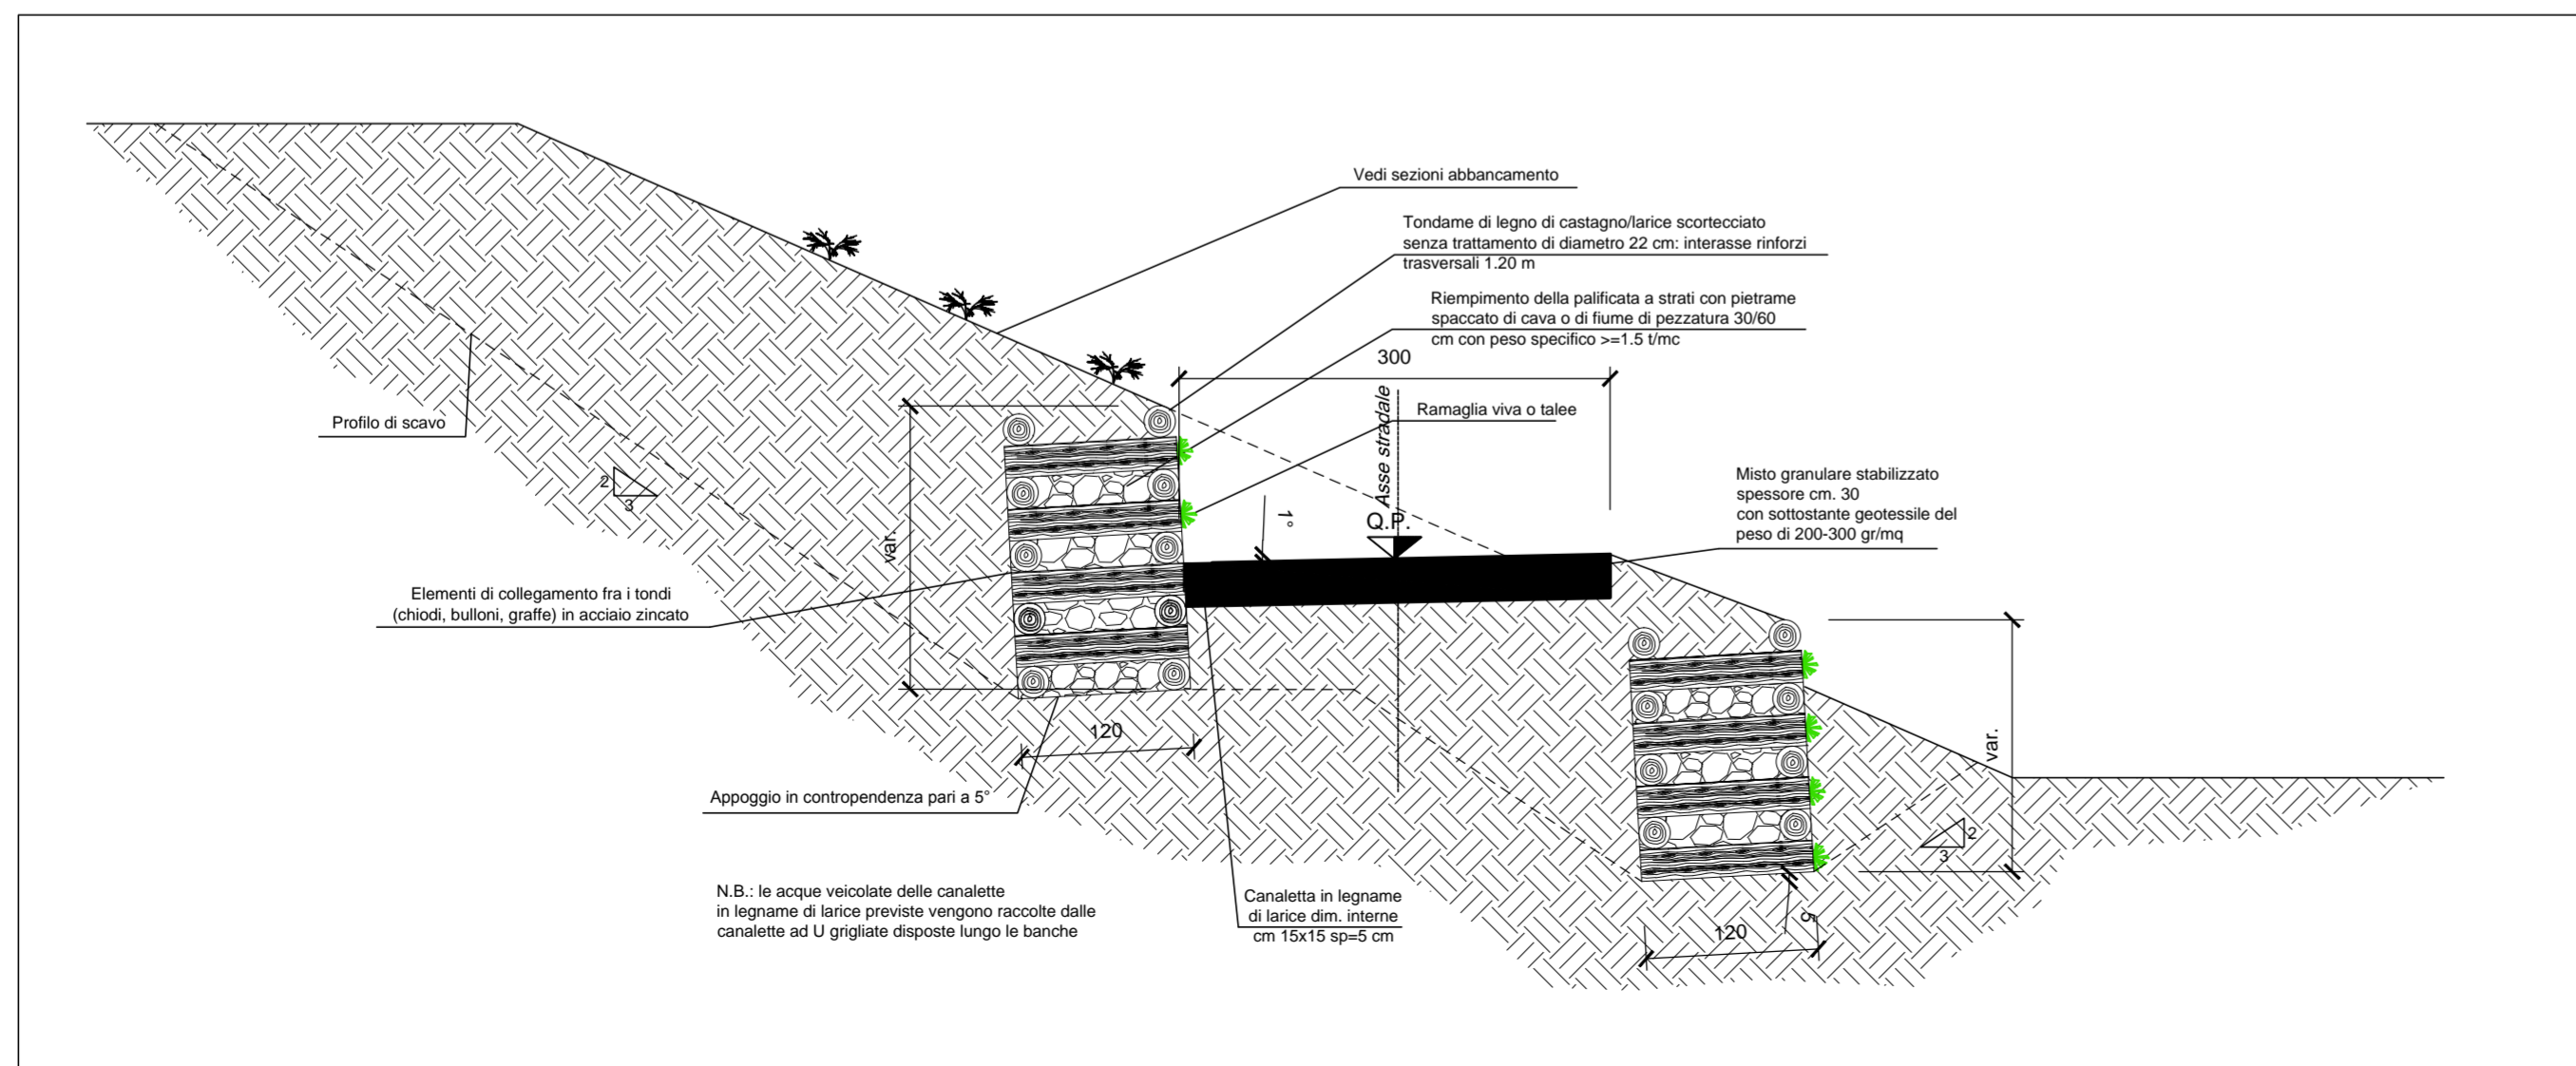 Vedi sezioni abbancamento
Tondame di legno di castagno/larice scortecciato
senza trattamento di diametro 22 cm: interasse rinforzi
trasversali 1.20 m
Riempimento della palificata a strati con pietrame
spaccato di cava o di fiume di pezzatura 30/60
cm con peso specifico >=1.5 t/mc
300
Asse stradale
Ramaglia viva o talee
Profilo di scavo
2
3
var.
1°
Q.P.
Misto granulare stabilizzato
spessore cm. 30
con sottostante geotessile del
peso di 200-300 gr/mq
Elementi di collegamento fra i tondi
(chiodi, bulloni, graffe) in acciaio zincato
120
var.
Appoggio in contropendenza pari a 5°
2
3
N.B.: le acque veicolate delle canalette
in legname di larice previste vengono raccolte dalle
canalette ad U grigliate disposte lungo le banche
Canaletta in legname
di larice dim. interne
cm 15x15 sp=5 cm
5°
120